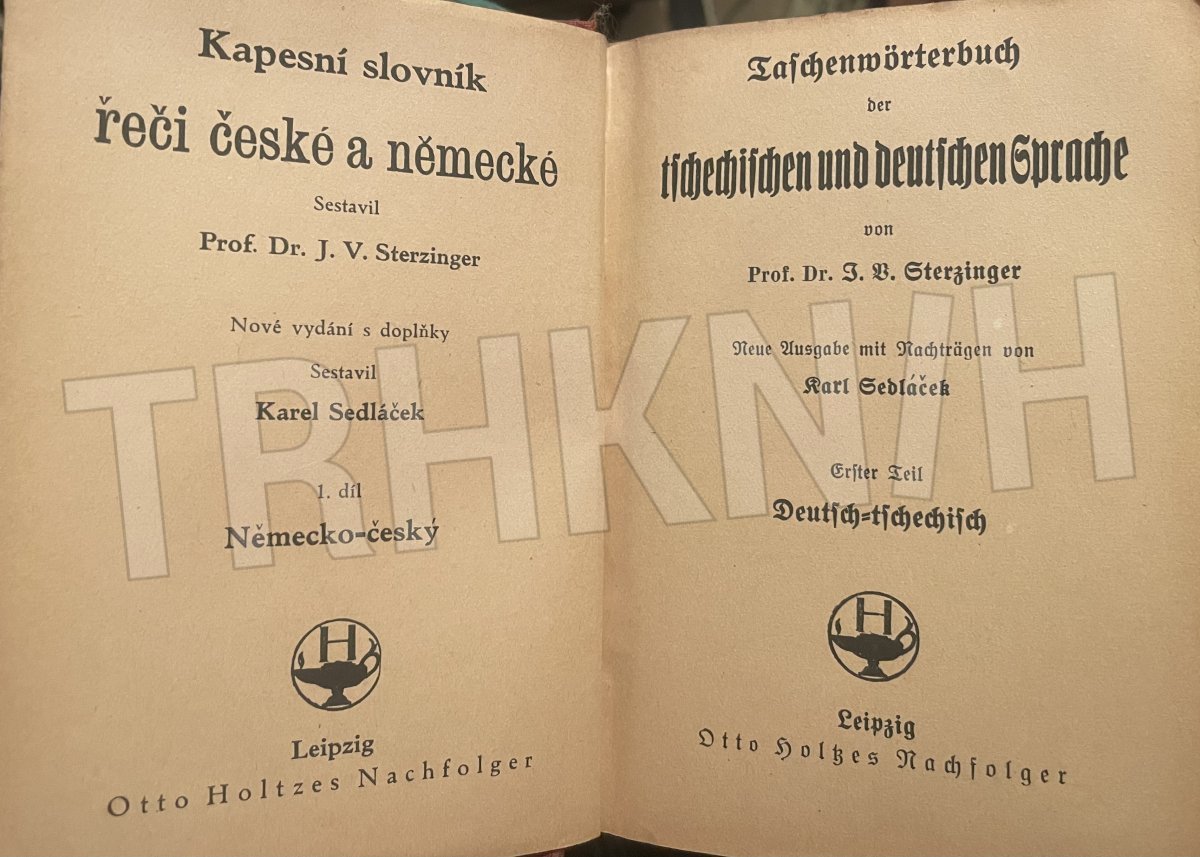 Kapesní slovník
řeči české a německé
Sestavil
Prof. Dr. J. V. Sterzinger
Nové vydání s doplňky
Sestavil
Karel Sedláček
1. díl
Německo-český
H
Leipzig
Otto Holtzes Nachfolger
Taſchenwörterbuch
der
tſchechiſchen und deutſchen Sprache
von
Prof. Dr. J. V. Sterzinger
Neue Ausgabe mit Nachträgen von
Karl Sedláček
Erſter Teil
Deutſch-tſchechiſch
H
Leipzig
Otto Holtzes Nachfolger
TRHKNIH